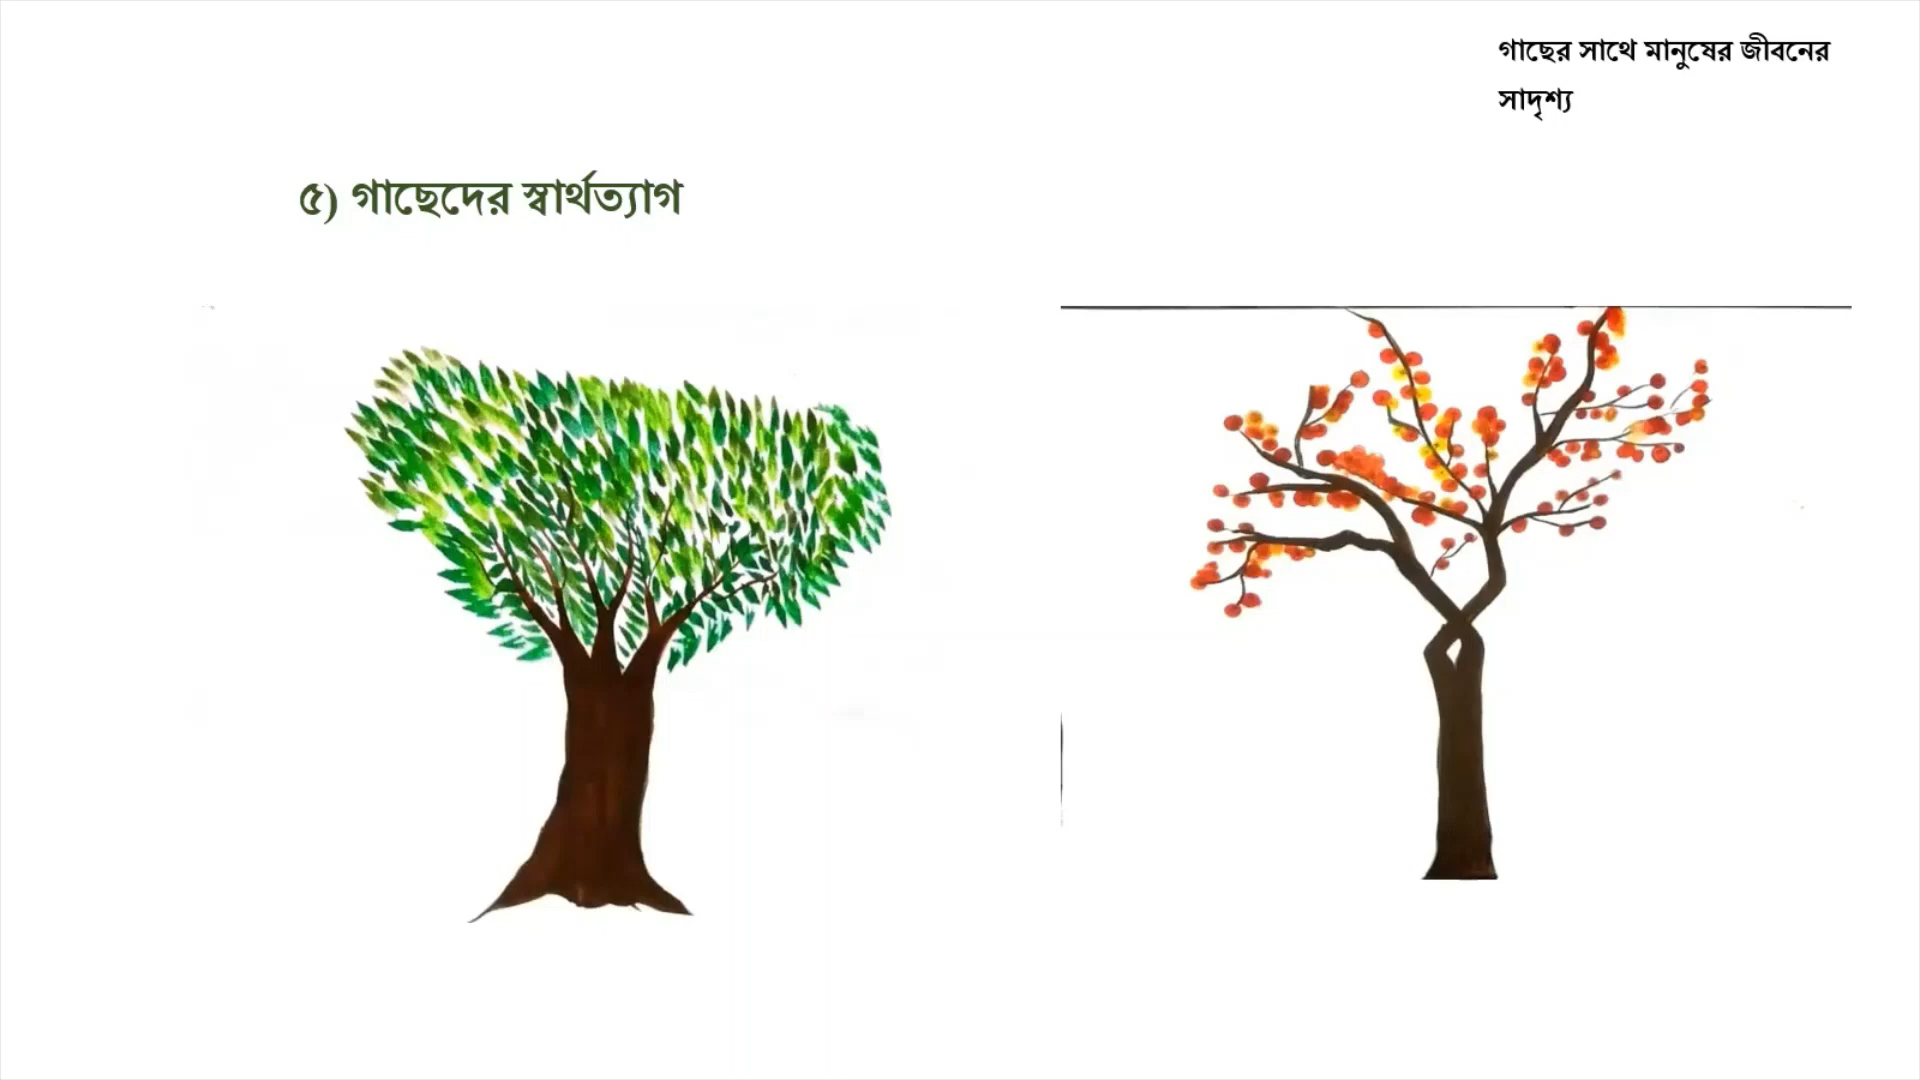 গাছের সাথে মানুষের জীবনের
সাদৃশ্য
৫) গাছেদের স্বার্থত্যাগ